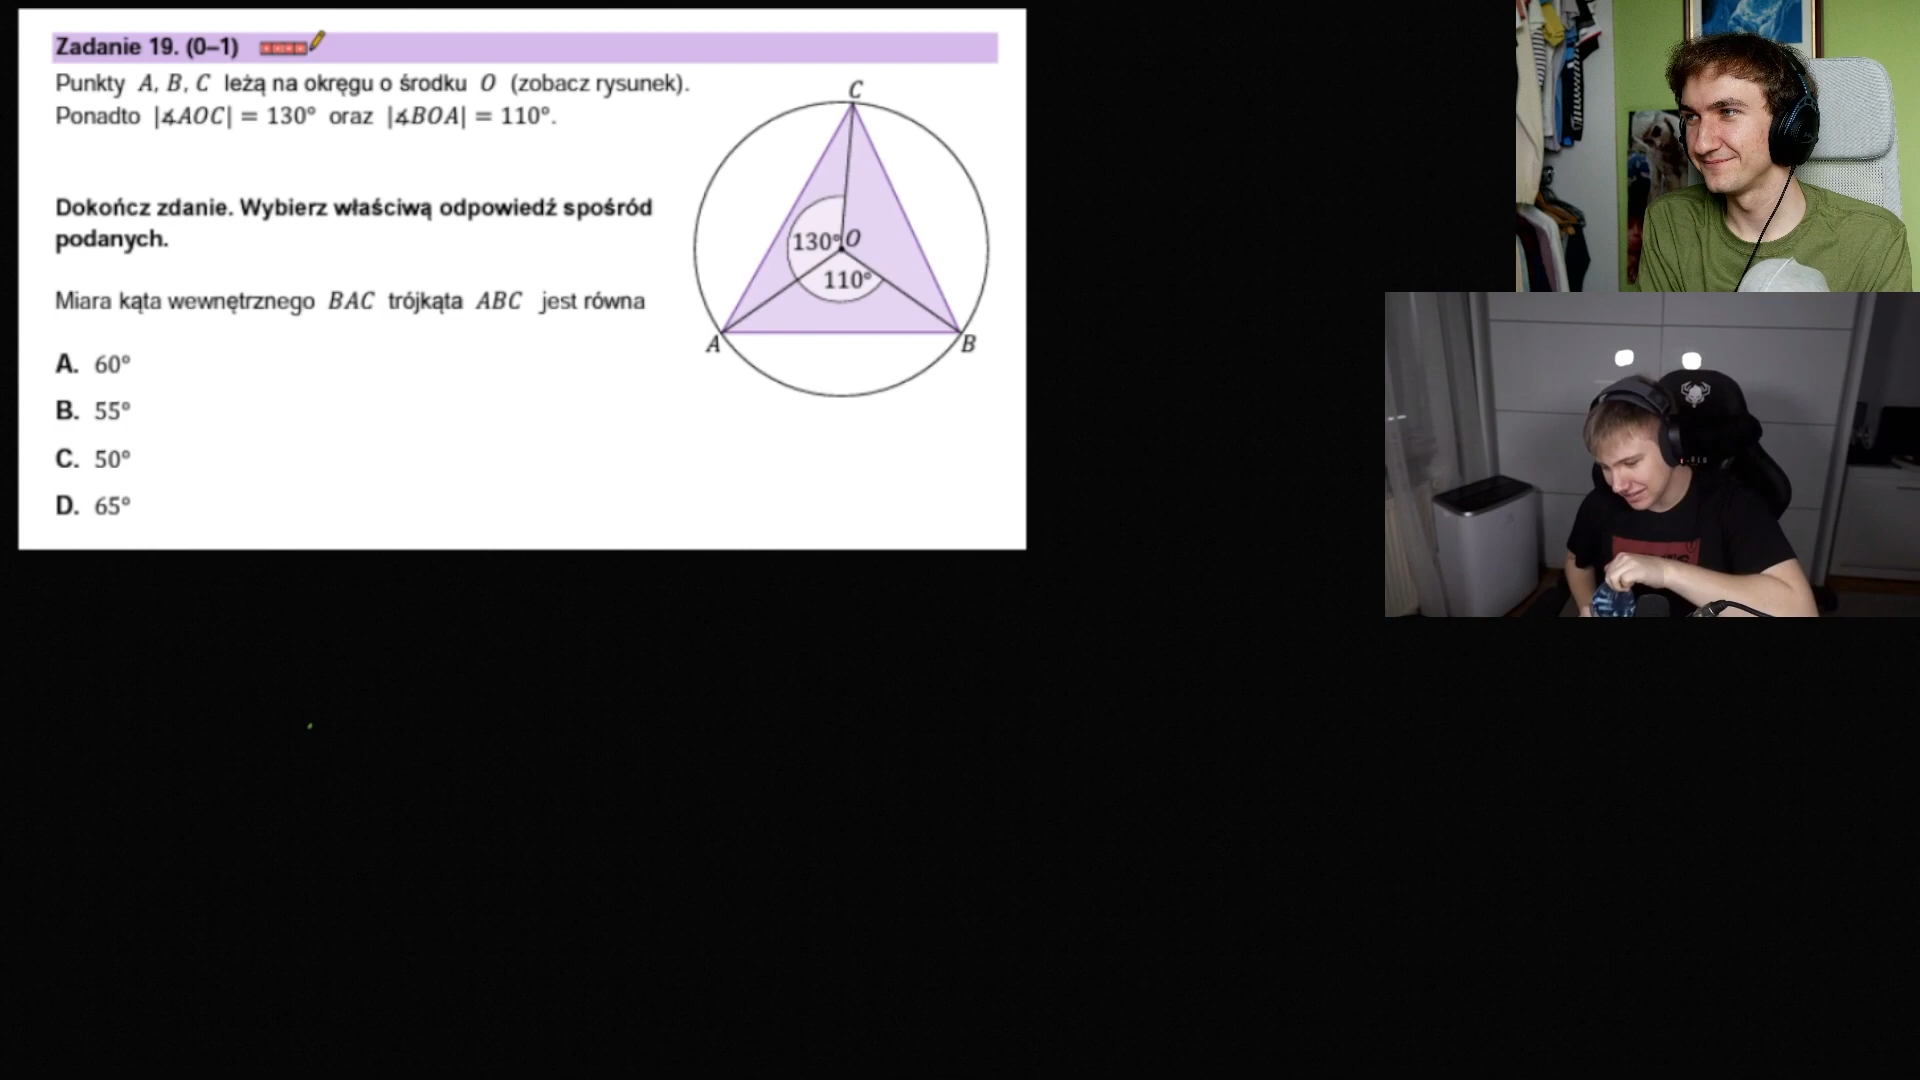 Zadanie 19. (0–1)
Punkty A, B, C leżą na okręgu o środku O (zobacz rysunek).
Ponadto |∡AOC| = 130° oraz |∡BOA| = 110°.
Dokończ zdanie. Wybierz właściwą odpowiedź spośród
podanych.
Miara kąta wewnętrznego BAC trójkąta ABC jest równa
A. 60°
B. 55°
C. 50°
D. 65°
C
130° O
110°
A
B